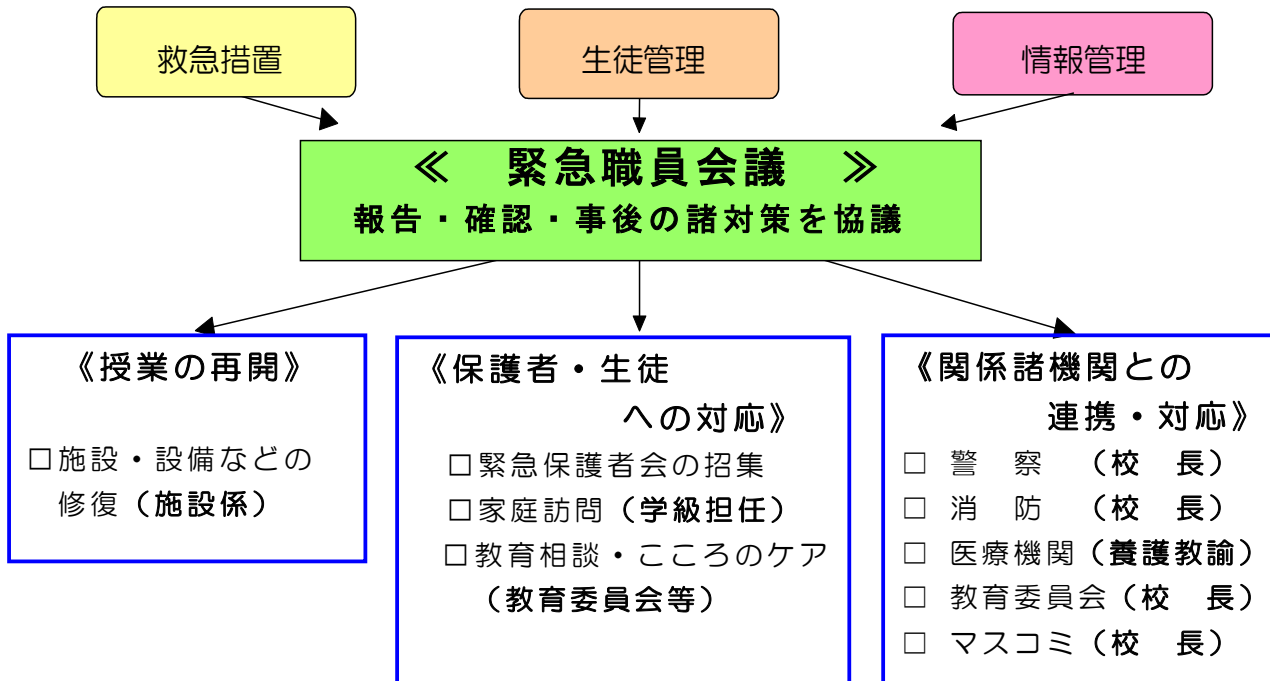 救急措置
生徒管理
情報管理
≪　緊急職員会議　≫
報告・確認・事後の諸対策を協議
《授業の再開》
□施設・設備などの
修復（施設係）
《保護者・生徒
への対応》
□緊急保護者会の招集
□家庭訪問（学級担任）
□教育相談・こころのケア
（教育委員会等）
《関係諸機関との
連携・対応》
□　警　察　（校　長）
□　消　防　（校　長）
□　医療機関（養護教諭）
□　教育委員会（校　長）
□　マスコミ（校　長）